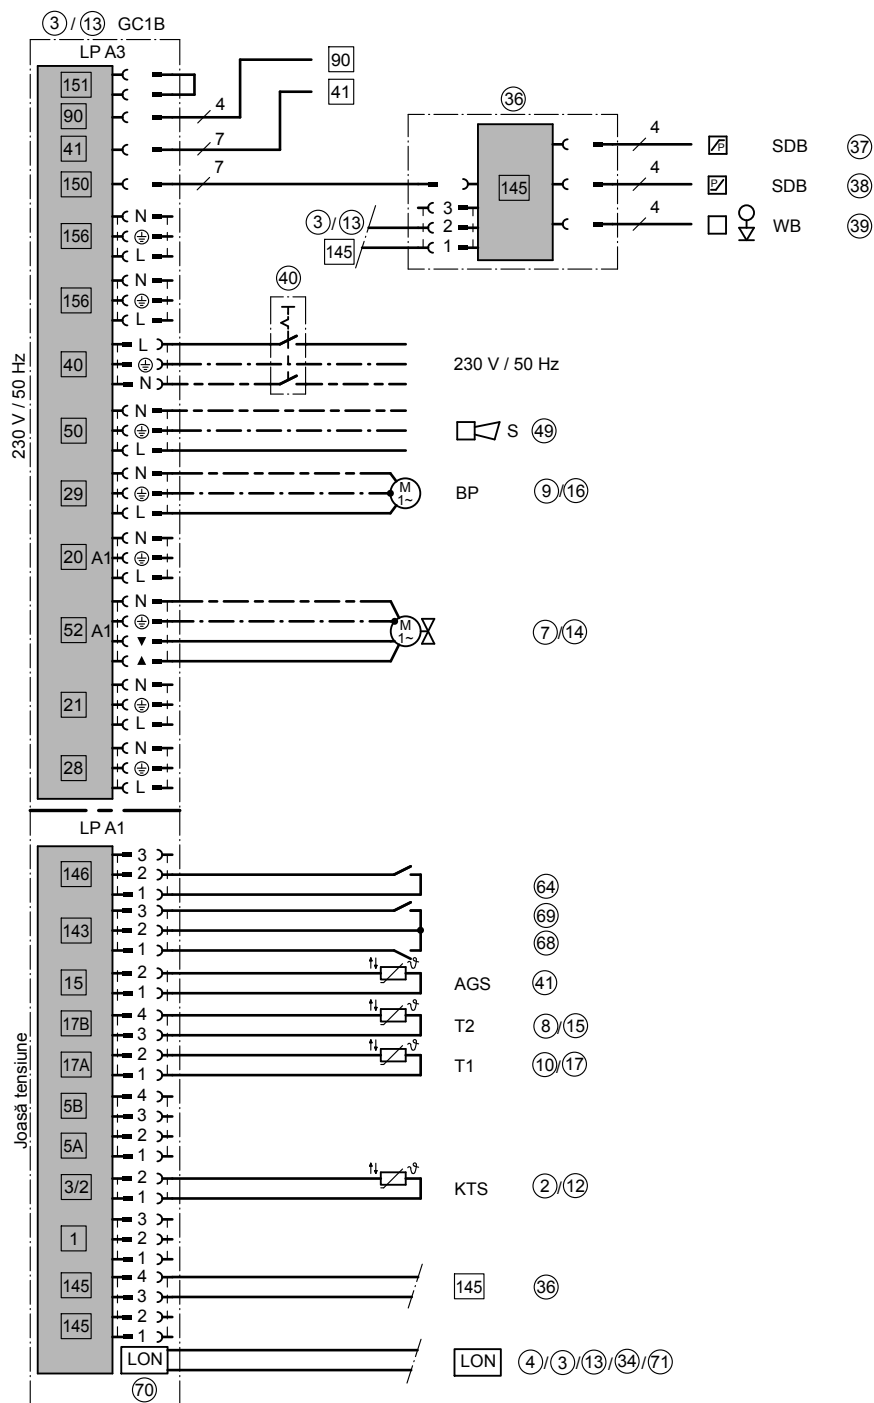 3 / 13 GC1B
LP A3
151
90
41
150
156
156
40
50
29
20 A1
52 A1
21
28
230 V / 50 Hz
4
7
7
90
41
36
145
3
2
1
3 / 13
145
4
4
4
P SDB 37
P SDB 38
WB 39
N
L
N
L
40
L
N
230 V / 50 Hz
N
L
S 49
N
L
M
1~
BP 9/16
N
L
N
M
1~
7/14
N
L
N
L
LP A1
Joasă tensiune
146
143
15
17B
17A
5B
5A
3/2
1
145
145
3
2
1
64
3
2
1
69
68
2
1
ϑ
AGS 41
4
3
ϑ
T2 8/15
2
1
ϑ
T1 10/17
4
3
2
1
2
1
ϑ
KTS 2/12
3
2
1
4
3
145 36
2
1
LON
LON 4/3/13/34/71
70